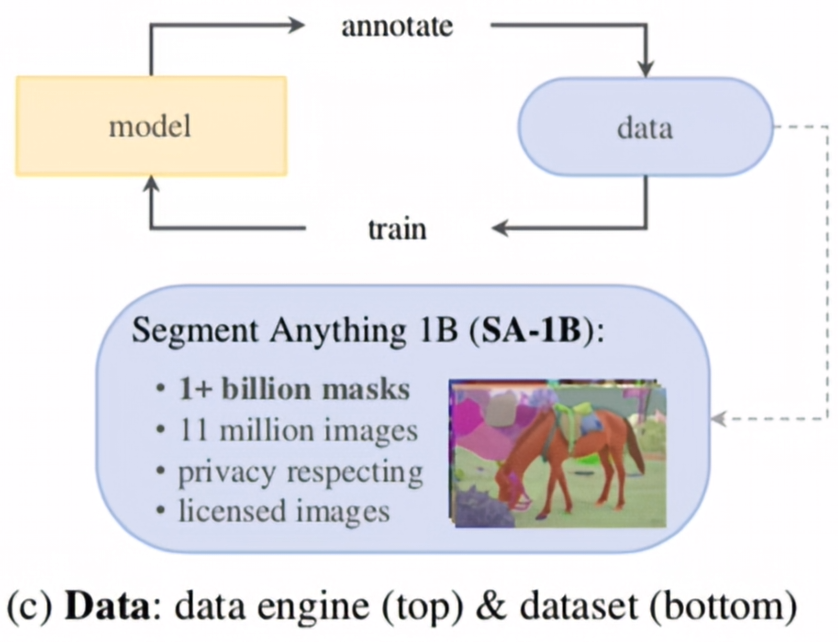 annotate
model
data
train
Segment Anything 1B (SA-1B):
• 1+ billion masks
• 11 million images
• privacy respecting
• licensed images
(c) Data: data engine (top) & dataset (bottom)